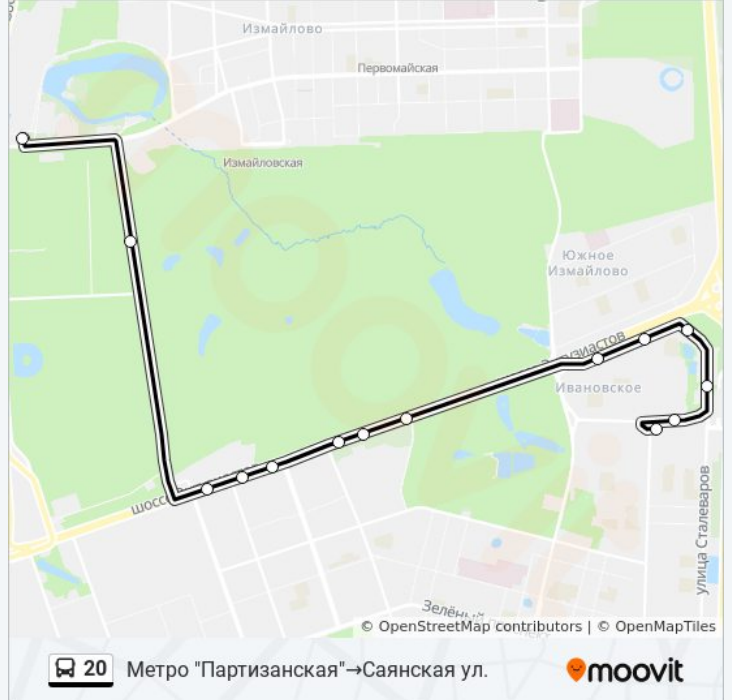 Измайлово
Первомайская
Измайловская
Южное
Измайлово
Ивановское
улица Сталеваров
© OpenStreetMap contributors | © OpenMapTiles
20 Метро "Партизанская"→Саянская ул.
moovit